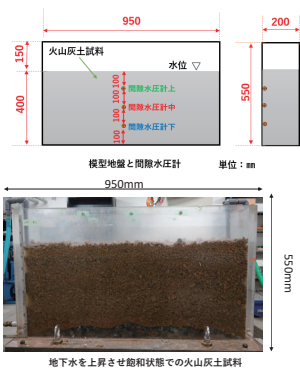 950
200
150
火山灰土試料
水位 ▽
400
100
100
100
100
間隙水圧計上
間隙水圧計中
間隙水圧計下
550
模型地盤と間隙水圧計
単位：㎜
950mm
550mm
地下水を上昇させ飽和状態での火山灰土試料